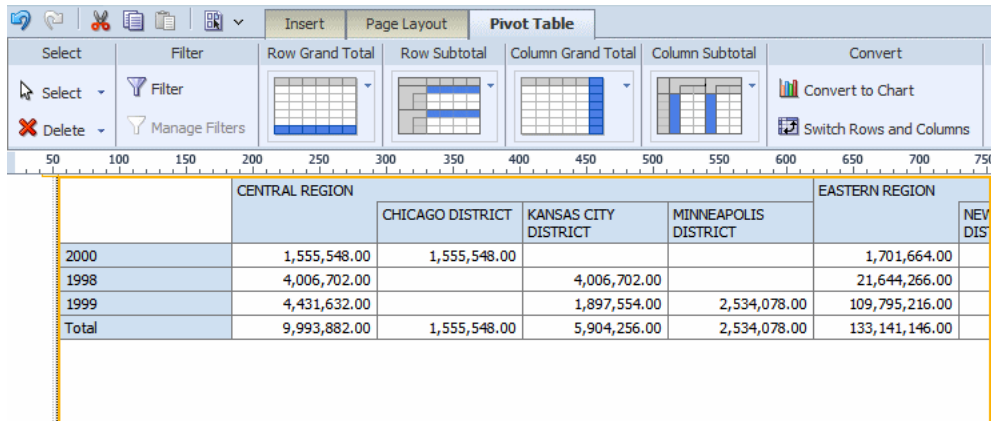 Insert Page Layout Pivot Table
Select Filter Row Grand Total Row Subtotal Column Grand Total Column Subtotal Convert
Select Filter Convert to Chart
Delete Manage Filters Switch Rows and Columns
50 100 150 200 250 300 350 400 450 500 550 600 650 700 750
CENTRAL REGION EASTERN REGION
CHICAGO DISTRICT KANSAS CITY MINNEAPOLIS
DISTRICT DISTRICT
2000 1,555,548.00 1,555,548.00 1,701,664.00
1998 4,006,702.00 4,006,702.00 21,644,266.00
1999 4,431,632.00 1,897,554.00 2,534,078.00 109,795,216.00
Total 9,993,882.00 1,555,548.00 5,904,256.00 2,534,078.00 133,141,146.00